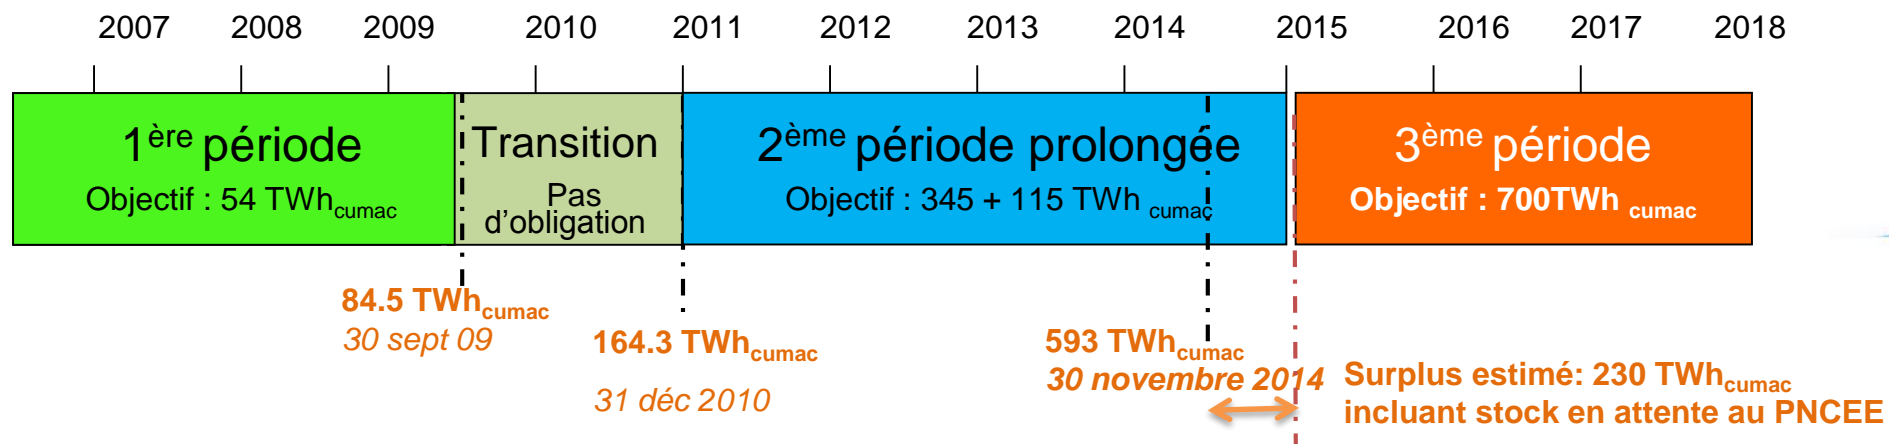 2007 2008 2009 2010 2011 2012 2013 2014 2015 2016 2017 2018
1ère période
Objectif : 54 TWhcumac
Transition
Pas
d’obligation
2ème période prolongée
Objectif : 345 + 115 TWh cumac
3ème période
Objectif : 700TWh cumac
84.5 TWhcumac
30 sept 09
164.3 TWhcumac
31 déc 2010
593 TWhcumac
30 novembre 2014
Surplus estimé: 230 TWhcumac
incluant stock en attente au PNCEE